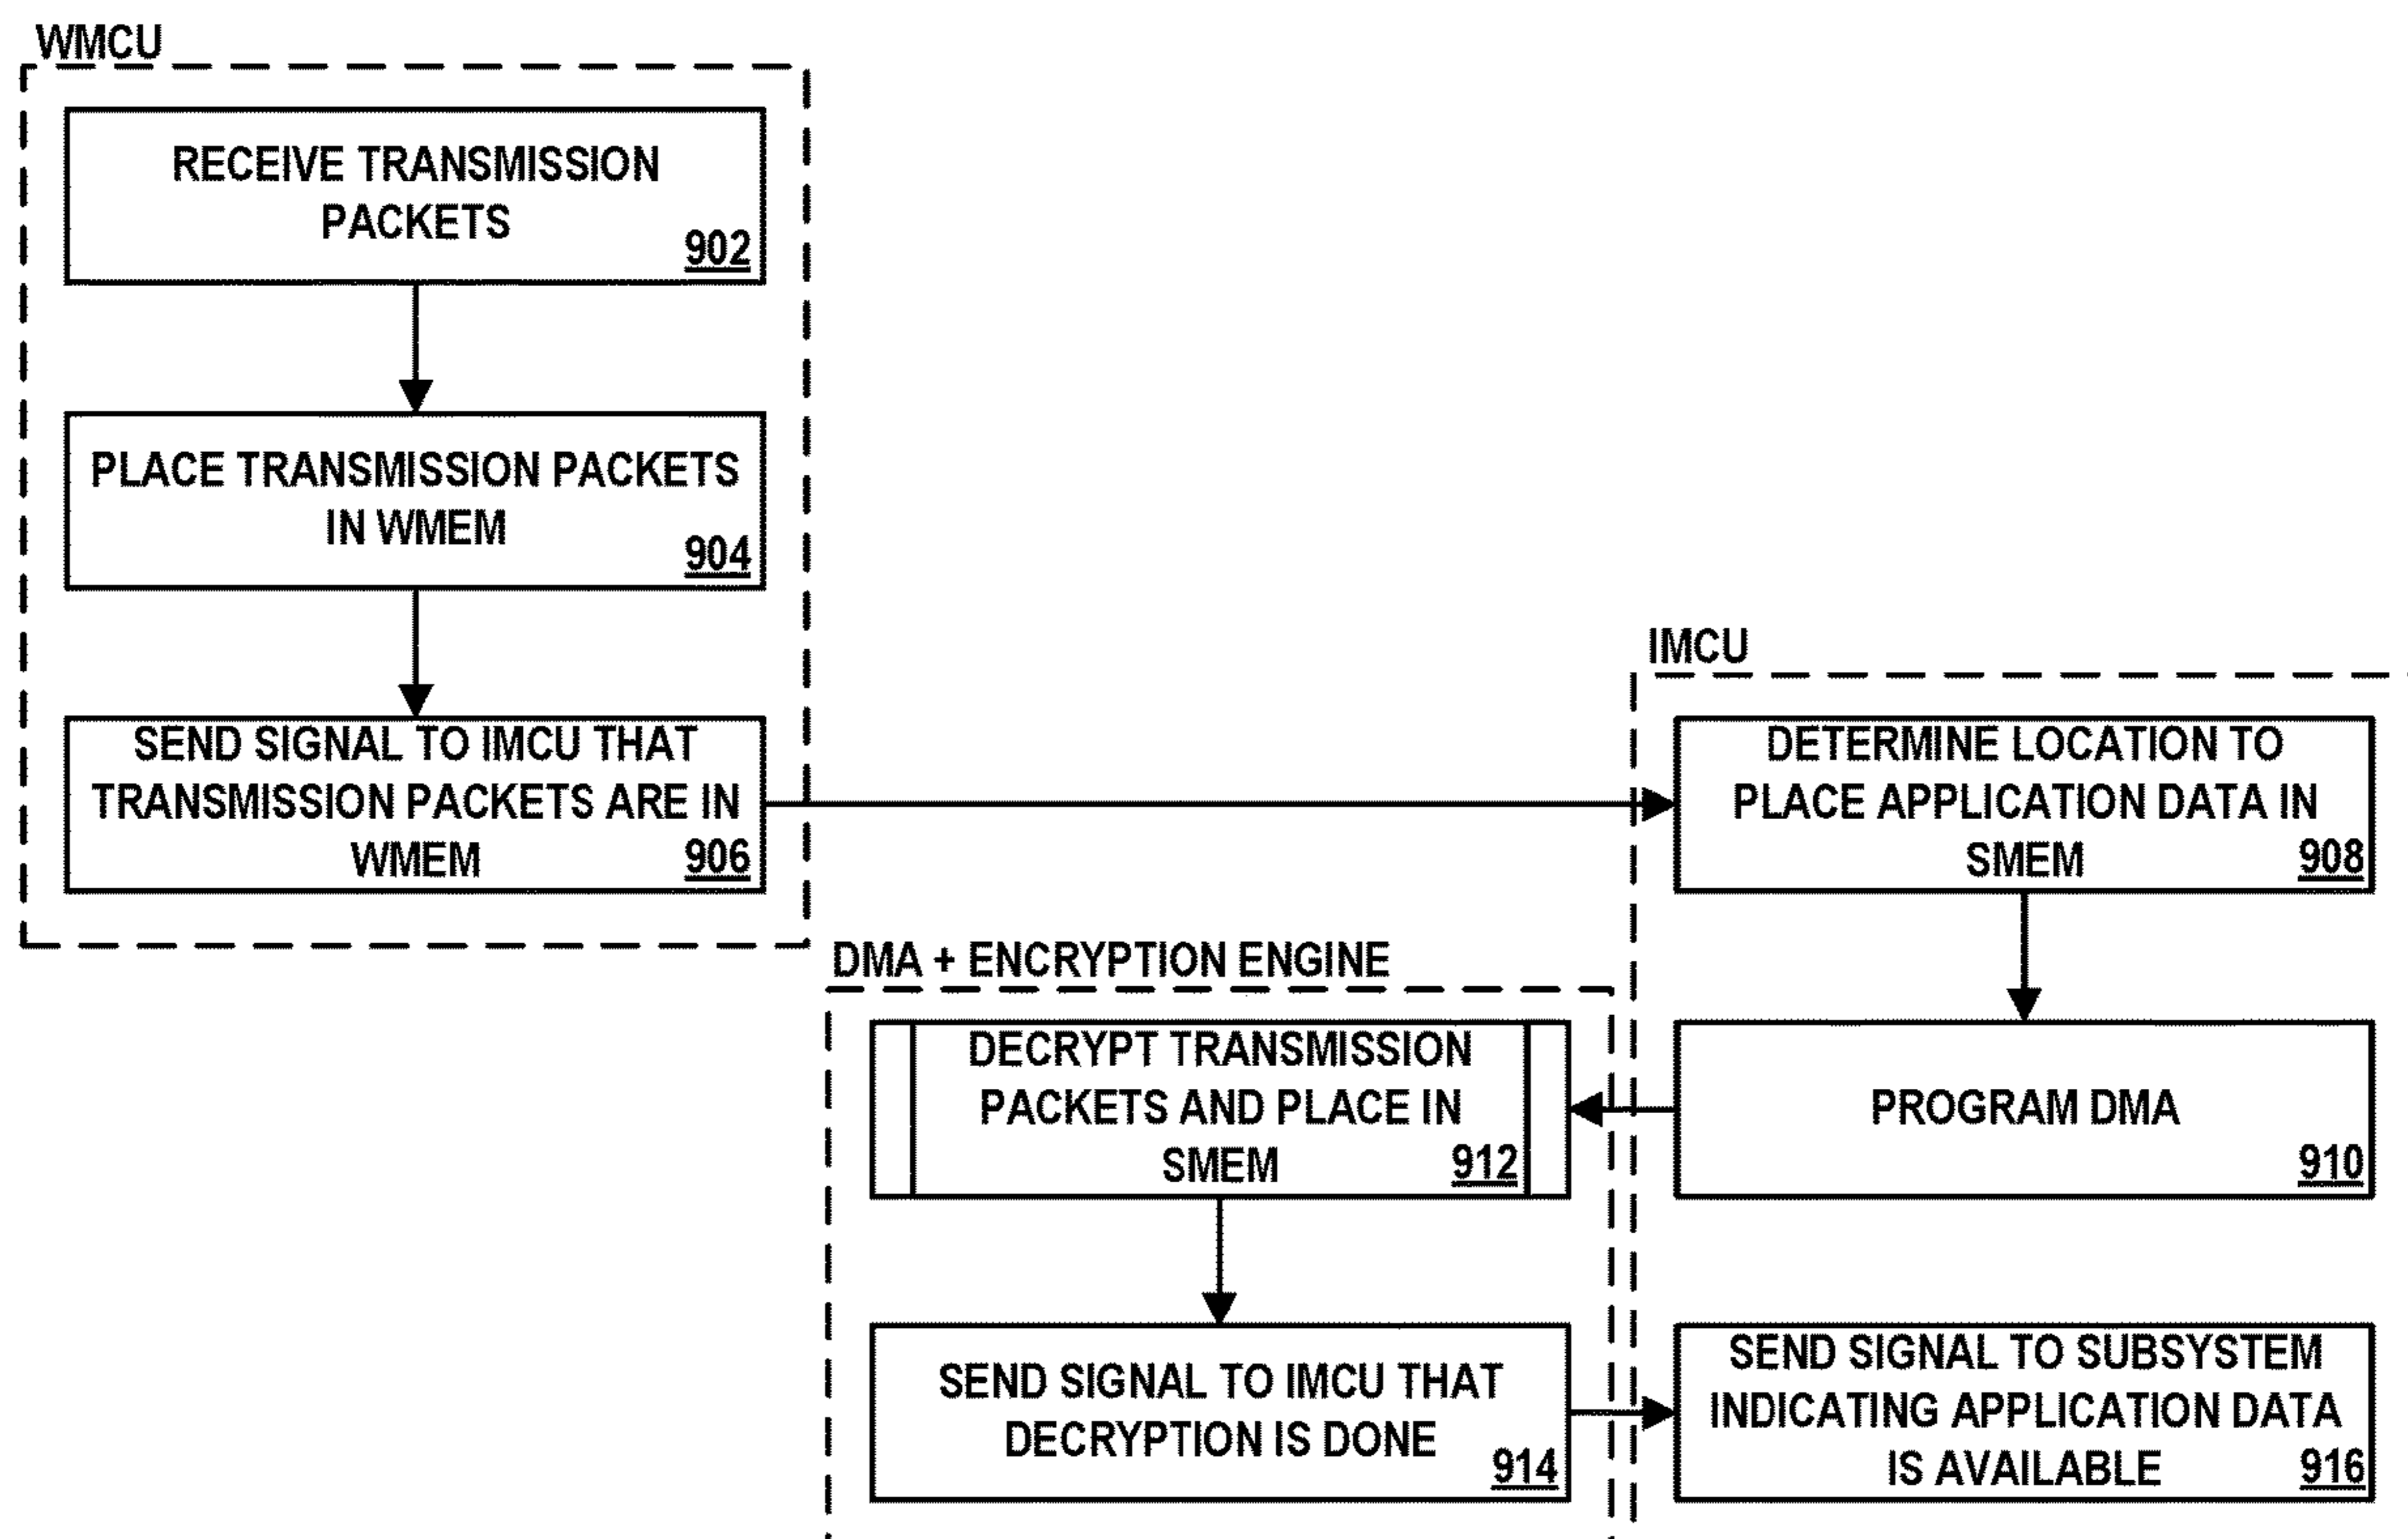 WMCU
RECEIVE TRANSMISSION
PACKETS
902
PLACE TRANSMISSION PACKETS
IN WMEM
904
SEND SIGNAL TO IMCU THAT
TRANSMISSION PACKETS ARE IN
WMEM
906
IMCU
DETERMINE LOCATION TO
PLACE APPLICATION DATA IN
SMEM
908
PROGRAM DMA
910
DMA + ENCRYPTION ENGINE
DECRYPT TRANSMISSION
PACKETS AND PLACE IN
SMEM
912
SEND SIGNAL TO IMCU THAT
DECRYPTION IS DONE
914
SEND SIGNAL TO SUBSYSTEM
INDICATING APPLICATION DATA
IS AVAILABLE
916